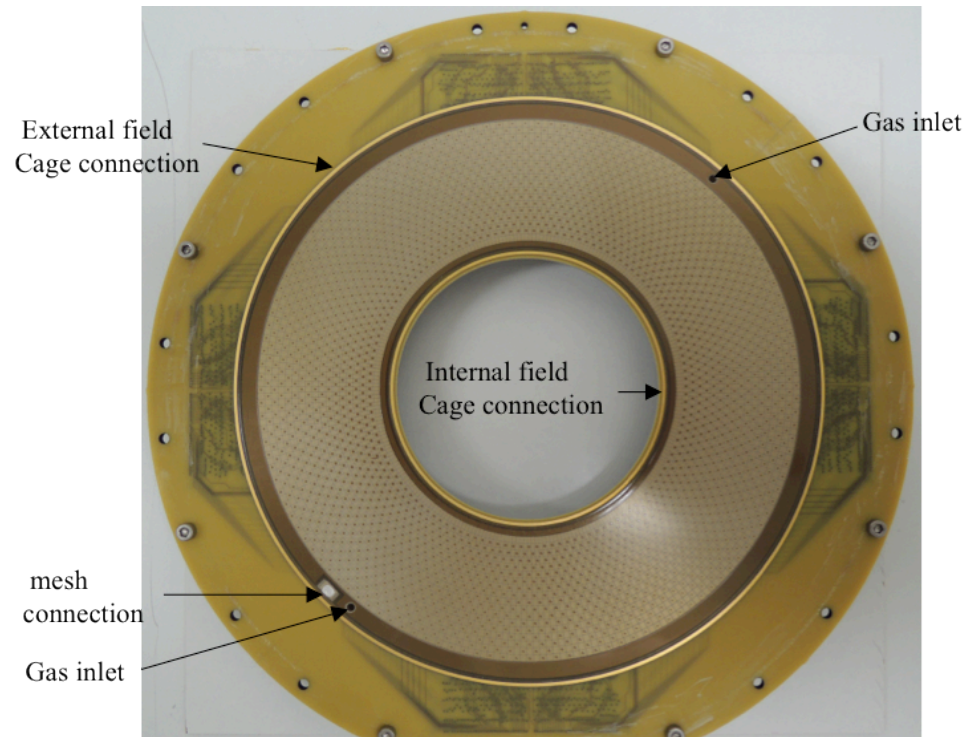 External field
Cage connection
Gas inlet
Internal field
Cage connection
mesh
connection
Gas inlet